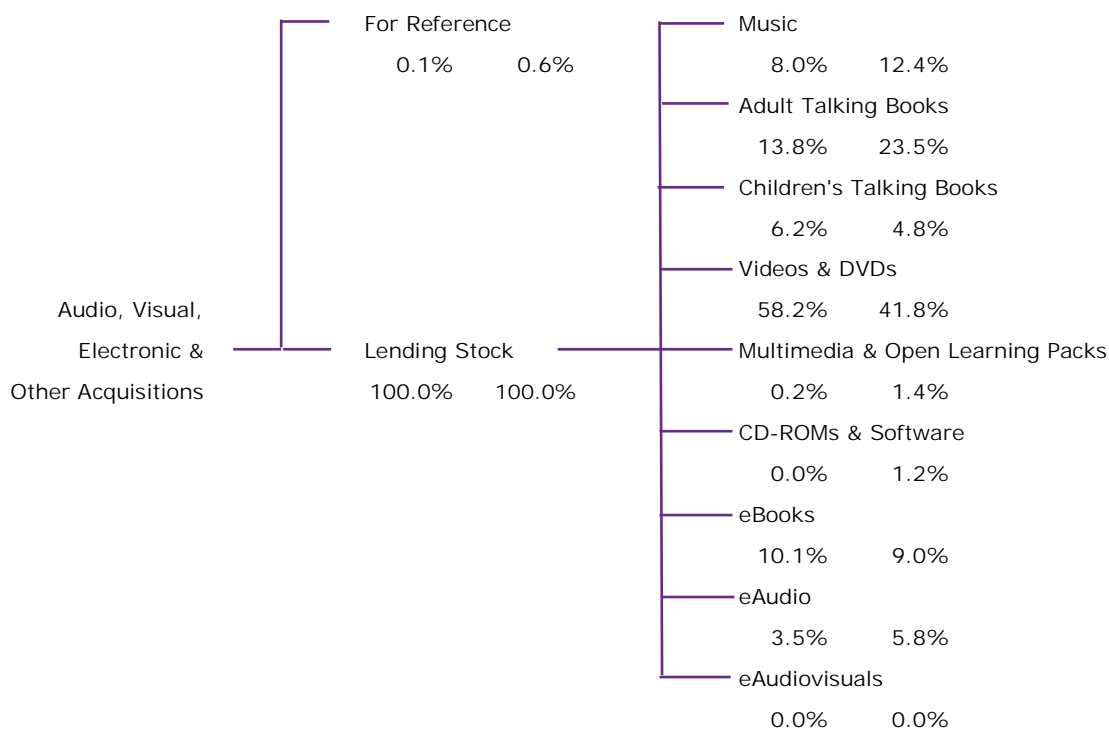 For Reference
0.1% 0.6%
Audio, Visual,
Electronic &
Other Acquisitions
Lending Stock
100.0% 100.0%
Music
8.0% 12.4%
Adult Talking Books
13.8% 23.5%
Children's Talking Books
6.2% 4.8%
Videos & DVDs
58.2% 41.8%
Multimedia & Open Learning Packs
0.2% 1.4%
CD-ROMs & Software
0.0% 1.2%
eBooks
10.1% 9.0%
eAudio
3.5% 5.8%
eAudiovisuals
0.0% 0.0%